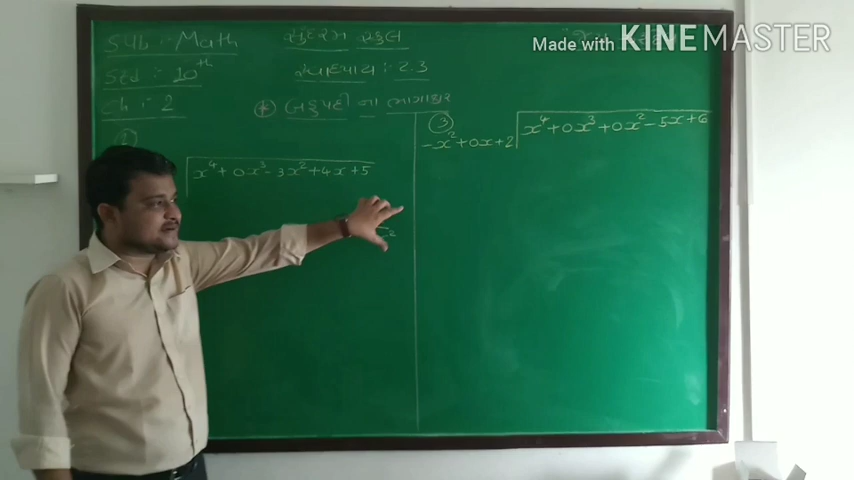 Sub :- Math
સુંદરમ સ્કુલ
Made with KINEMASTER
Std :- 10th
સ્વાધ્યાય :- 2.3
ch :- 2
બહુપદી ના ભાગાકાર
x⁴ + 0x³ - 3x² + 4x + 5
③
-x² + 0x + 2 x⁴ + 0x³ + 0x² - 5x + 6